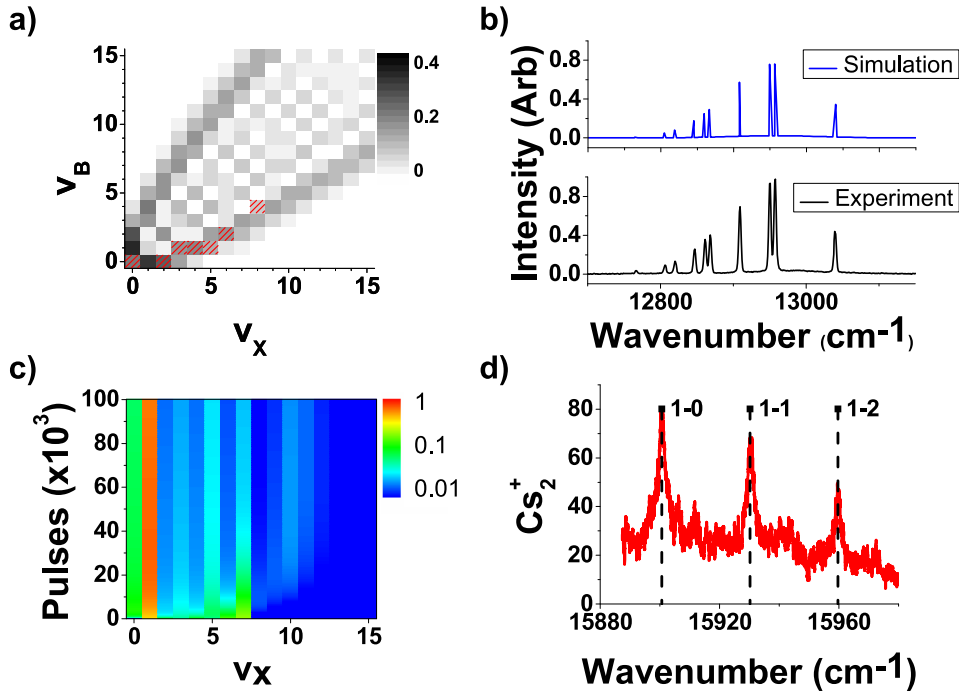 a)
15
10
5
0
v_B
0 5 10 15
v_X
0.4
0.2
0
b)
Intensity (Arb)
0.8
0.4
0.0
Simulation
0.8
0.4
0.0
Experiment
12800 13000
Wavenumber (cm-1)
c)
Pulses (x10³)
100
80
60
40
20
0
0 5 10 15
v_X
1
0.1
0.01
d)
Cs₂⁺
80
60
40
20
0
1-0 1-1 1-2
15880 15920 15960
Wavenumber (cm-1)